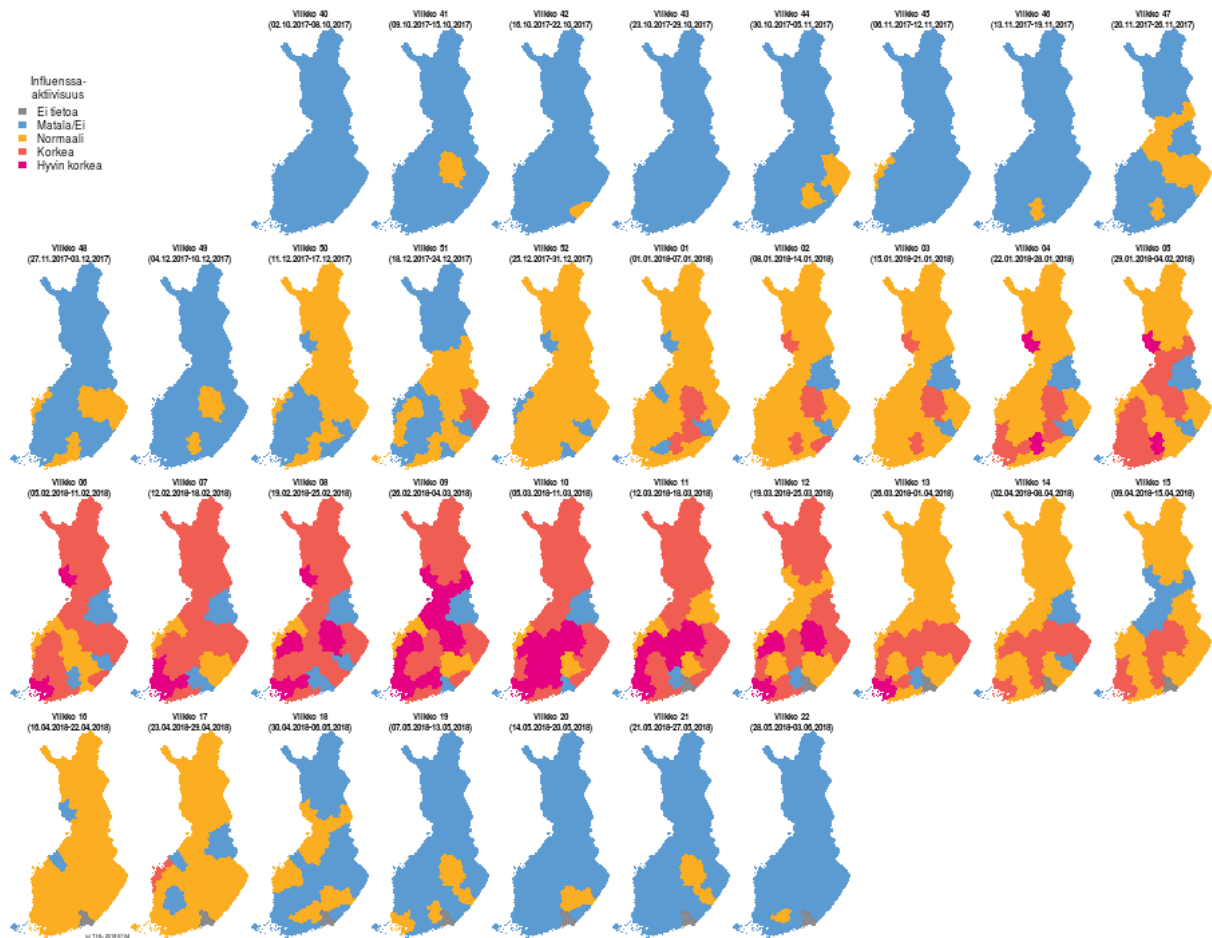 Viikko 40
(02.10.2017-08.10.2017)
Viikko 41
(09.10.2017-15.10.2017)
Viikko 42
(16.10.2017-22.10.2017)
Viikko 43
(23.10.2017-29.10.2017)
Viikko 44
(30.10.2017-05.11.2017)
Viikko 45
(06.11.2017-12.11.2017)
Viikko 46
(13.11.2017-19.11.2017)
Viikko 47
(20.11.2017-26.11.2017)
Influenssa-
aktiivisuus
Ei tietoa
Matala/Ei
Normaali
Korkea
Hyvin korkea
Viikko 48
(27.11.2017-03.12.2017)
Viikko 49
(04.12.2017-10.12.2017)
Viikko 50
(11.12.2017-17.12.2017)
Viikko 51
(18.12.2017-24.12.2017)
Viikko 52
(25.12.2017-31.12.2017)
Viikko 01
(01.01.2018-07.01.2018)
Viikko 02
(08.01.2018-14.01.2018)
Viikko 03
(15.01.2018-21.01.2018)
Viikko 04
(22.01.2018-28.01.2018)
Viikko 05
(29.01.2018-04.02.2018)
Viikko 06
(05.02.2018-11.02.2018)
Viikko 07
(12.02.2018-18.02.2018)
Viikko 08
(19.02.2018-25.02.2018)
Viikko 09
(26.02.2018-04.03.2018)
Viikko 10
(05.03.2018-11.03.2018)
Viikko 11
(12.03.2018-18.03.2018)
Viikko 12
(19.03.2018-25.03.2018)
Viikko 13
(26.03.2018-01.04.2018)
Viikko 14
(02.04.2018-08.04.2018)
Viikko 15
(09.04.2018-15.04.2018)
Viikko 16
(16.04.2018-22.04.2018)
Viikko 17
(23.04.2018-29.04.2018)
Viikko 18
(30.04.2018-06.05.2018)
Viikko 19
(07.05.2018-13.05.2018)
Viikko 20
(14.05.2018-20.05.2018)
Viikko 21
(21.05.2018-27.05.2018)
Viikko 22
(28.05.2018-03.06.2018)